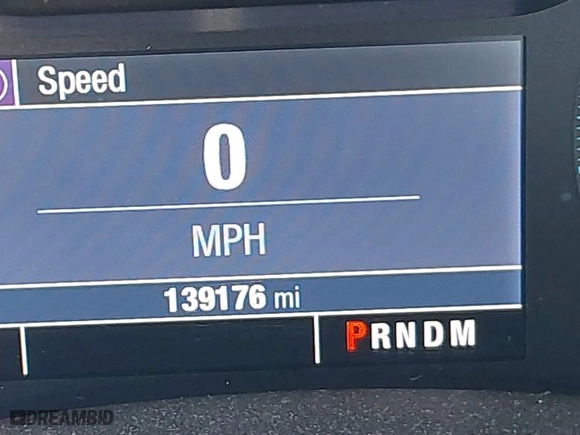 Speed
0
MPH
139176 mi
PRNDM
DREAMBID